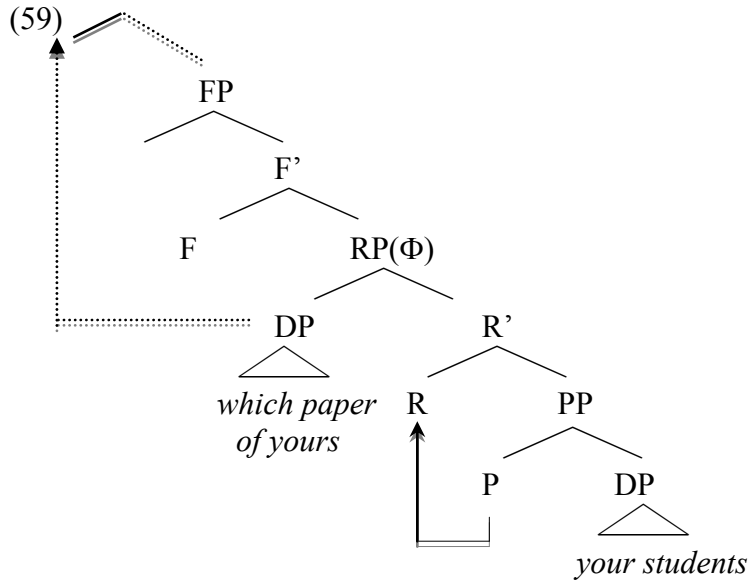 (59)
FP
F’
F RP(Φ)
DP R’
which paper R PP
of yours
P DP
your students